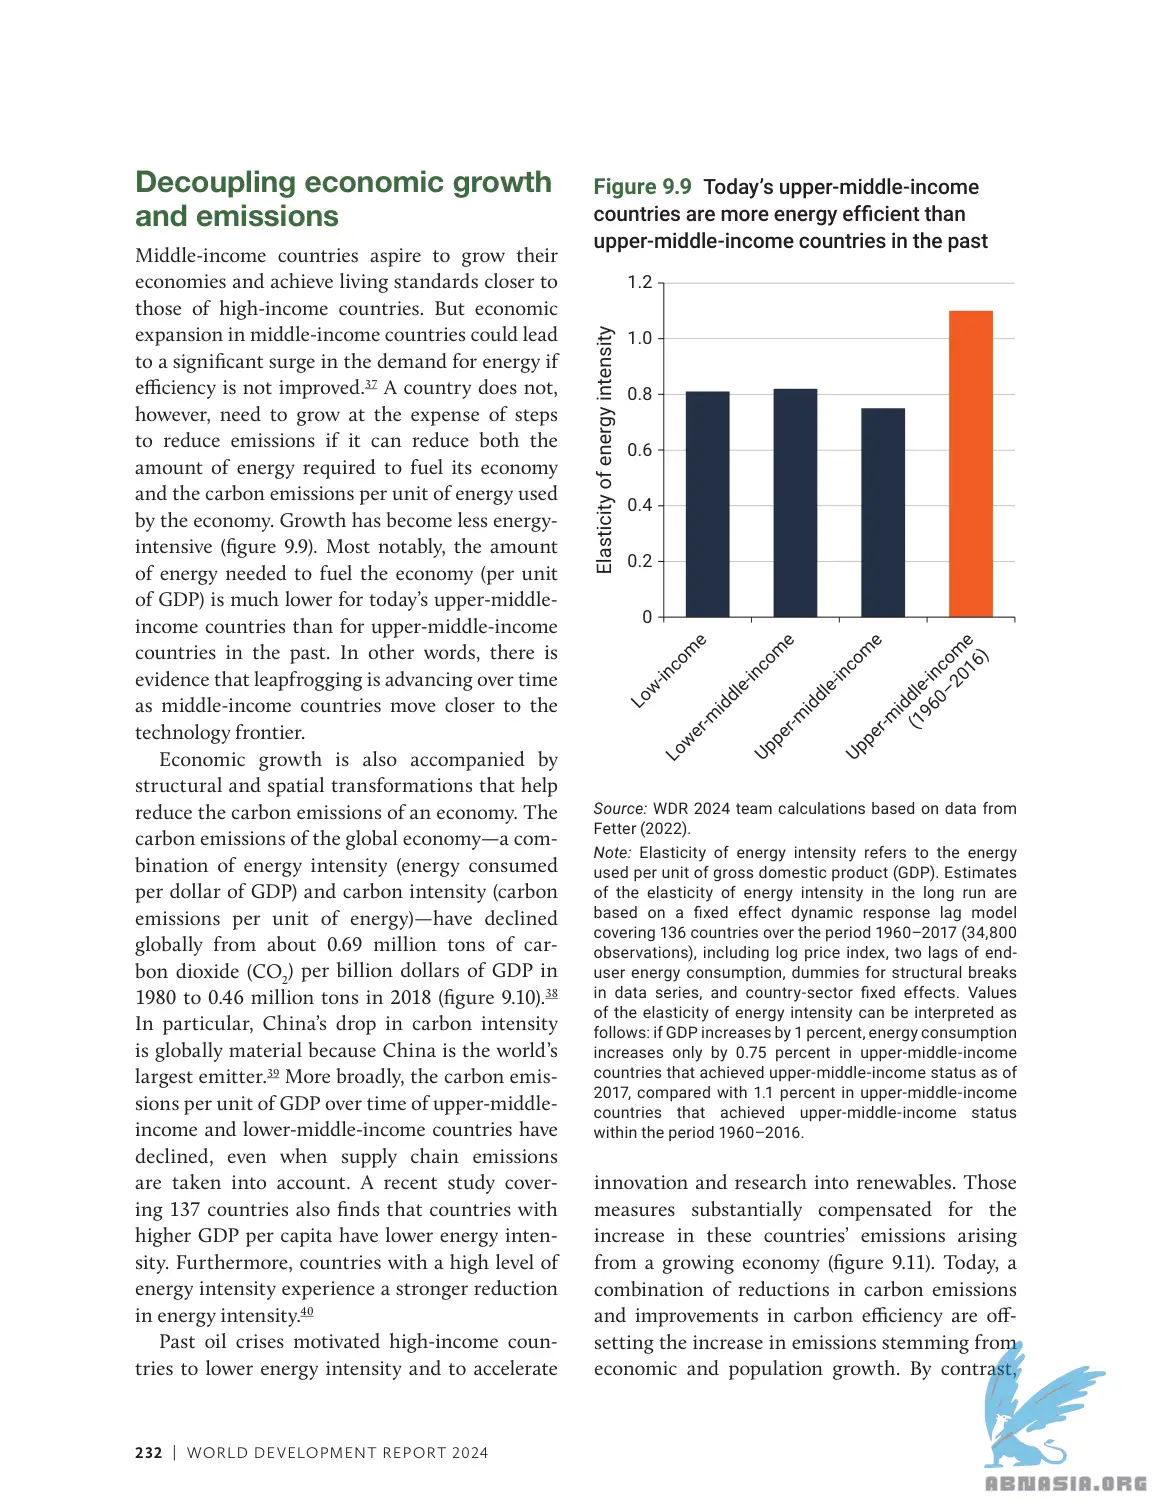 Decoupling economic growth
and emissions
Middle-income countries aspire to grow their
economies and achieve living standards closer to
those of high-income countries. But economic
expansion in middle-income countries could lead
to a significant surge in the demand for energy if
efficiency is not improved.37 A country does not,
however, need to grow at the expense of steps
to reduce emissions if it can reduce both the
amount of energy required to fuel its economy
and the carbon emissions per unit of energy used
by the economy. Growth has become less energy-
intensive (figure 9.9). Most notably, the amount
of energy needed to fuel the economy (per unit
of GDP) is much lower for today’s upper-middle-
income countries than for upper-middle-income
countries in the past. In other words, there is
evidence that leapfrogging is advancing over time
as middle-income countries move closer to the
technology frontier.
Economic growth is also accompanied by
structural and spatial transformations that help
reduce the carbon emissions of an economy. The
carbon emissions of the global economy—a com-
bination of energy intensity (energy consumed
per dollar of GDP) and carbon intensity (carbon
emissions per unit of energy)—have declined
globally from about 0.69 million tons of car-
bon dioxide (CO2) per billion dollars of GDP in
1980 to 0.46 million tons in 2018 (figure 9.10).38
In particular, China’s drop in carbon intensity
is globally material because China is the world’s
largest emitter.39 More broadly, the carbon emis-
sions per unit of GDP over time of upper-middle-
income and lower-middle-income countries have
declined, even when supply chain emissions
are taken into account. A recent study cover-
ing 137 countries also finds that countries with
higher GDP per capita have lower energy inten-
sity. Furthermore, countries with a high level of
energy intensity experience a stronger reduction
in energy intensity.40
Past oil crises motivated high-income coun-
tries to lower energy intensity and to accelerate
Figure 9.9 Today’s upper-middle-income
countries are more energy efficient than
upper-middle-income countries in the past
Elasticity of energy intensity
1.2
1.0
0.8
0.6
0.4
0.2
0
Low-income
Lower-middle-income
Upper-middle-income
Upper-middle-income
(1960–2016)
Source: WDR 2024 team calculations based on data from
Fetter (2022).
Note: Elasticity of energy intensity refers to the energy
used per unit of gross domestic product (GDP). Estimates
of the elasticity of energy intensity in the long run are
based on a fixed effect dynamic response lag model
covering 136 countries over the period 1960–2017 (34,800
observations), including log price index, two lags of end-
user energy consumption, dummies for structural breaks
in data series, and country-sector fixed effects. Values
of the elasticity of energy intensity can be interpreted as
follows: if GDP increases by 1 percent, energy consumption
increases only by 0.75 percent in upper-middle-income
countries that achieved upper-middle-income status as of
2017, compared with 1.1 percent in upper-middle-income
countries that achieved upper-middle-income status
within the period 1960–2016.
innovation and research into renewables. Those
measures substantially compensated for the
increase in these countries’ emissions arising
from a growing economy (figure 9.11). Today, a
combination of reductions in carbon emissions
and improvements in carbon efficiency are off-
setting the increase in emissions stemming from
economic and population growth. By contrast,
232 | WORLD DEVELOPMENT REPORT 2024
ABNASIA.ORG